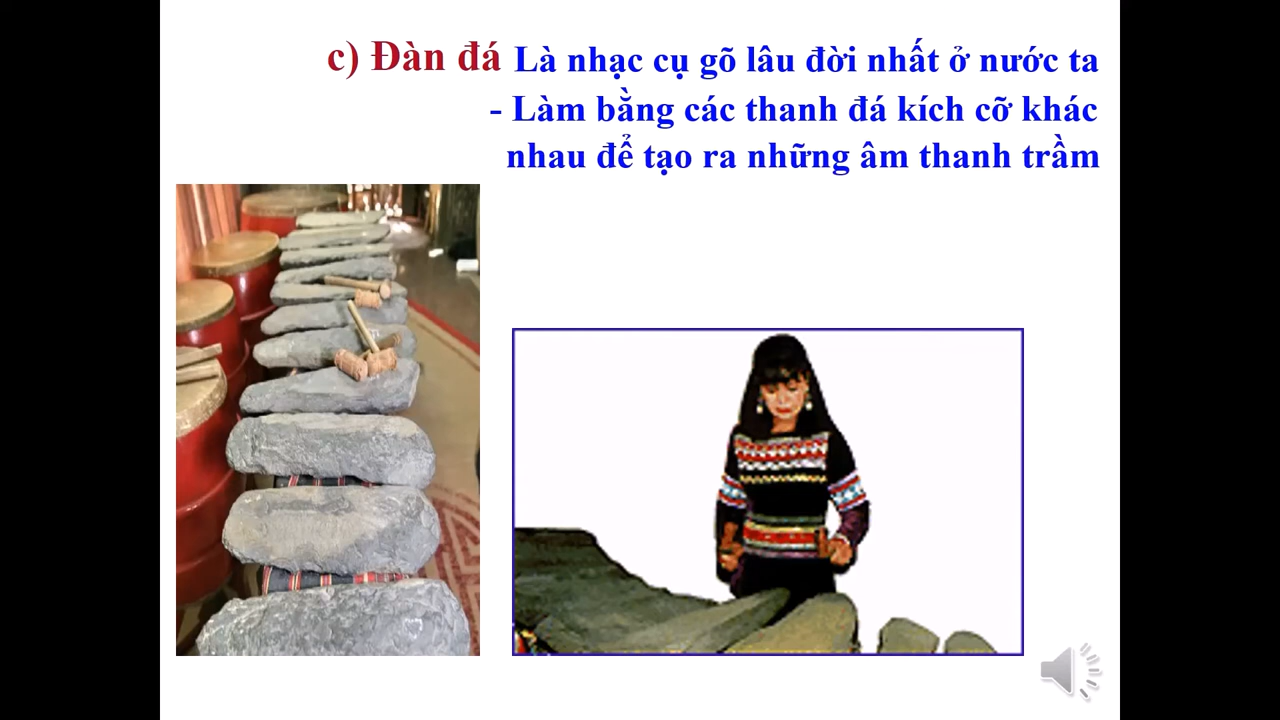 c) Đàn đá Là nhạc cụ gõ lâu đời nhất ở nước ta
- Làm bằng các thanh đá kích cỡ khác
nhau để tạo ra những âm thanh trầm